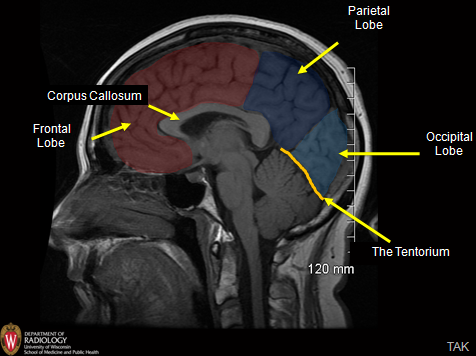 Parietal
Lobe
Corpus Callosum
Frontal
Lobe
Occipital
Lobe
The Tentorium
120 mm
DEPARTMENT OF
RADIOLOGY
UNIVERSITY OF WISCONSIN
SCHOOL OF MEDICINE AND PUBLIC HEALTH
TAK